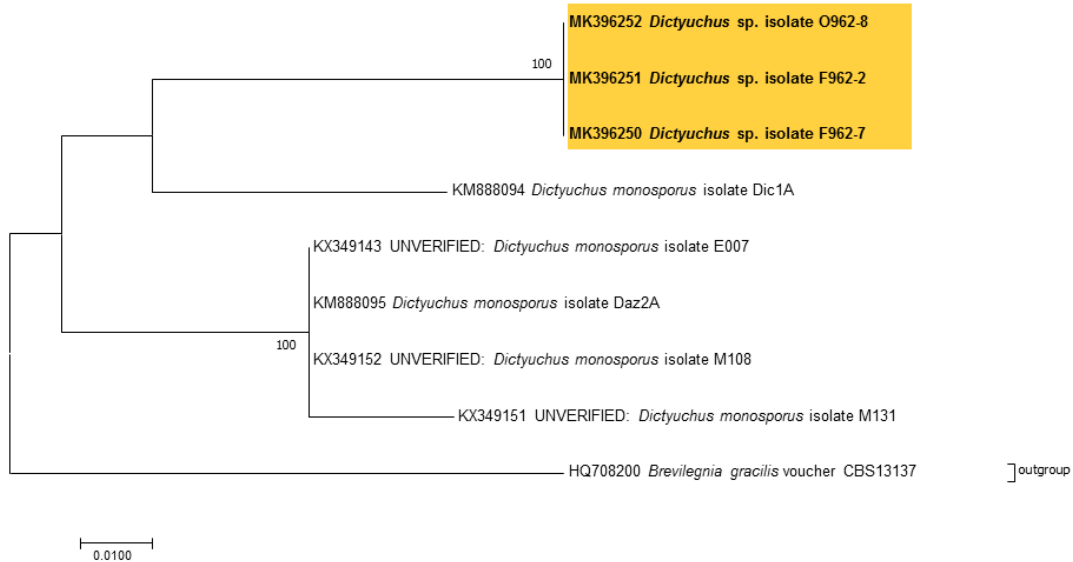 MK396252 Dictyuchus sp. isolate O962-8
100
MK396251 Dictyuchus sp. isolate F962-2
MK396250 Dictyuchus sp. isolate F962-7
KM888094 Dictyuchus monosporus isolate Dic1A
KX349143 UNVERIFIED: Dictyuchus monosporus isolate E007
KM888095 Dictyuchus monosporus isolate Daz2A
100
KX349152 UNVERIFIED: Dictyuchus monosporus isolate M108
KX349151 UNVERIFIED: Dictyuchus monosporus isolate M131
HQ708200 Brevilegnia gracilis voucher CBS13137
outgroup
0.0100